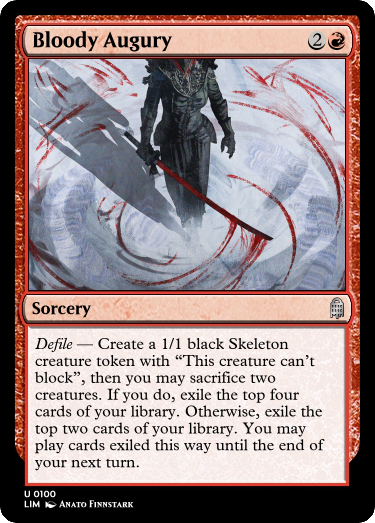 Bloody Augury 2
Sorcery
Defile — Create a 1/1 black Skeleton
creature token with “This creature can’t
block”, then you may sacrifice two
creatures. If you do, exile the top four
cards of your library. Otherwise, exile the
top two cards of your library. You may
play cards exiled this way until the end of
your next turn.
U 0100
LIM Anato Finnstark